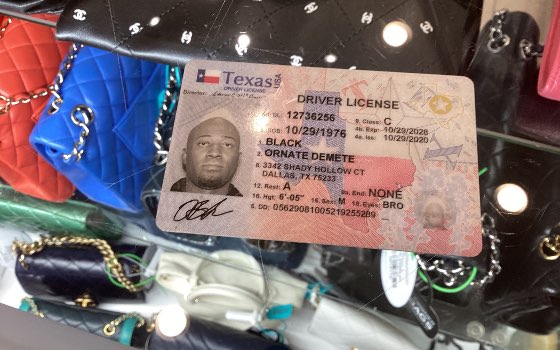 Texas USA
DRIVER LICENSE
DRIVER LICENSE
Director:
4d. DL: 12736256 9. Class: C
3. DOB: 10/29/1976 4b. Exp: 10/29/2028
4a. Iss: 10/29/2020
1. BLACK
2. ORNATE DEMETE
8. 3342 SHADY HOLLOW CT
DALLAS, TX 75233
12. Rest: A 9a. End: NONE
16. Hgt: 6'-05" 15. Sex: M 18. Eyes: BRO
5. DD: 05629081005219255289